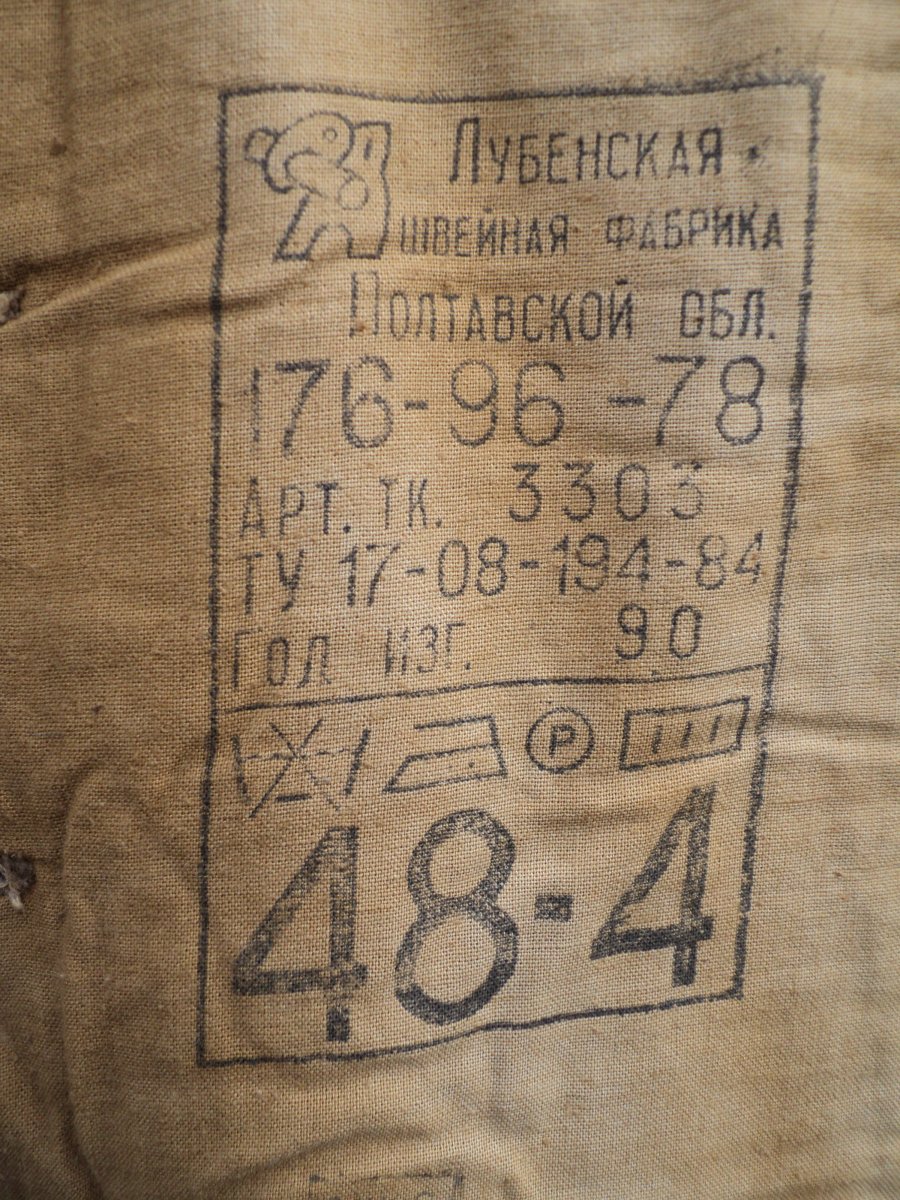 ЛУБЕНСКАЯ
ШВЕЙНАЯ ФАБРИКА
ПОЛТАВСКОЙ ОБЛ.
176-96-78
АРТ. ТК. 3303
ТУ 17-08-194-84
ГОД ИЗГ. 90
P
48-4